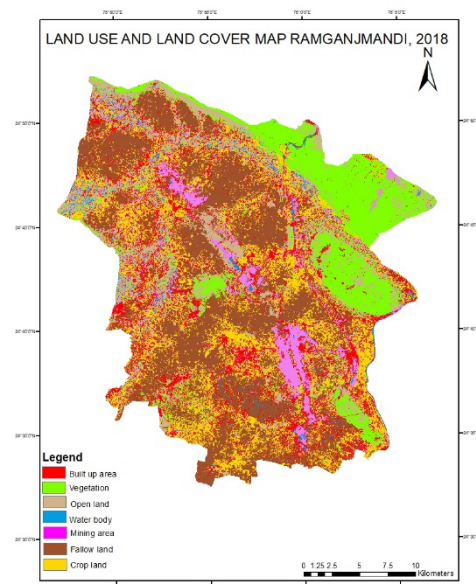 LAND USE AND LAND COVER MAP RAMGANJMANDI, 2018
N
Legend
Built up area
Vegetation
Open land
Water body
Mining area
Fallow land
Crop land
0 1.25 2.5 5 7.5 10
Kilometers